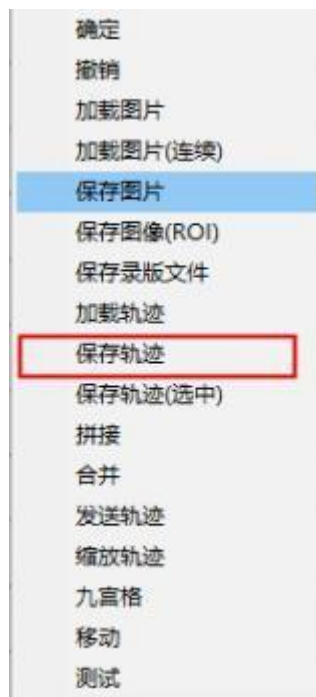 确定
撤销
加载图片
加载图片(连续)
保存图片
保存图像(ROI)
保存录版文件
加载轨迹
保存轨迹
保存轨迹(选中)
拼接
合并
发送轨迹
缩放轨迹
九宫格
移动
测试